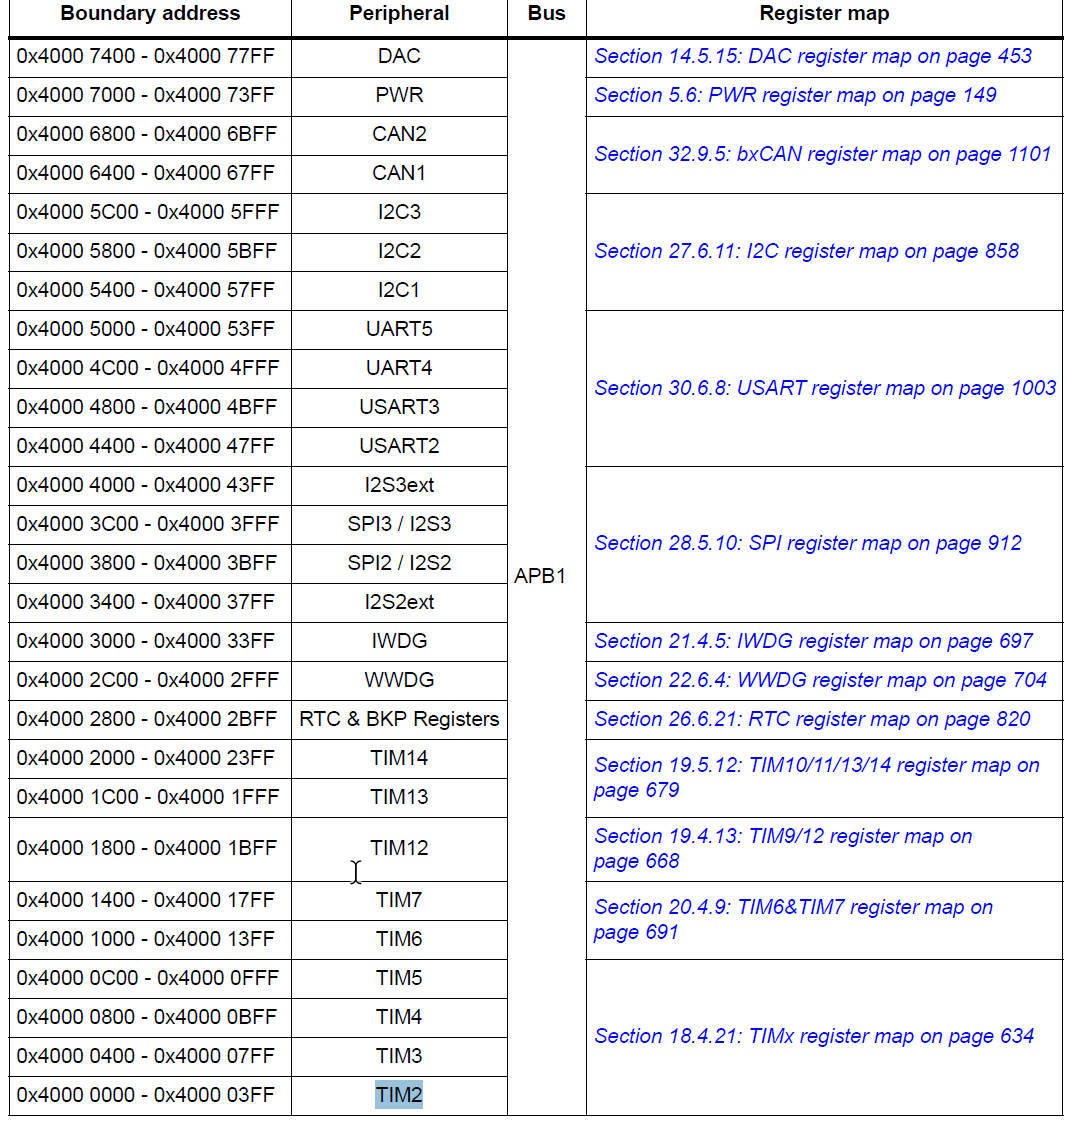 Boundary address Peripheral Bus Register map
0x4000 7400 - 0x4000 77FF DAC APB1 Section 14.5.15: DAC register map on page 453
0x4000 7000 - 0x4000 73FF PWR Section 5.6: PWR register map on page 149
0x4000 6800 - 0x4000 6BFF CAN2 Section 32.9.5: bxCAN register map on page 1101
0x4000 6400 - 0x4000 67FF CAN1
0x4000 5C00 - 0x4000 5FFF I2C3 Section 27.6.11: I2C register map on page 858
0x4000 5800 - 0x4000 5BFF I2C2
0x4000 5400 - 0x4000 57FF I2C1
0x4000 5000 - 0x4000 53FF UART5 Section 30.6.8: USART register map on page 1003
0x4000 4C00 - 0x4000 4FFF UART4
0x4000 4800 - 0x4000 4BFF USART3
0x4000 4400 - 0x4000 47FF USART2
0x4000 4000 - 0x4000 43FF I2S3ext Section 28.5.10: SPI register map on page 912
0x4000 3C00 - 0x4000 3FFF SPI3 / I2S3
0x4000 3800 - 0x4000 3BFF SPI2 / I2S2
0x4000 3400 - 0x4000 37FF I2S2ext
0x4000 3000 - 0x4000 33FF IWDG Section 21.4.5: IWDG register map on page 697
0x4000 2C00 - 0x4000 2FFF WWDG Section 22.6.4: WWDG register map on page 704
0x4000 2800 - 0x4000 2BFF RTC & BKP Registers Section 26.6.21: RTC register map on page 820
0x4000 2000 - 0x4000 23FF TIM14 Section 19.5.12: TIM10/11/13/14 register map on
page 679
0x4000 1C00 - 0x4000 1FFF TIM13
0x4000 1800 - 0x4000 1BFF TIM12 Section 19.4.13: TIM9/12 register map on
page 668
0x4000 1400 - 0x4000 17FF TIM7 Section 20.4.9: TIM6&TIM7 register map on
page 691
0x4000 1000 - 0x4000 13FF TIM6
0x4000 0C00 - 0x4000 0FFF TIM5 Section 18.4.21: TIMx register map on page 634
0x4000 0800 - 0x4000 0BFF TIM4
0x4000 0400 - 0x4000 07FF TIM3
0x4000 0000 - 0x4000 03FF TIM2